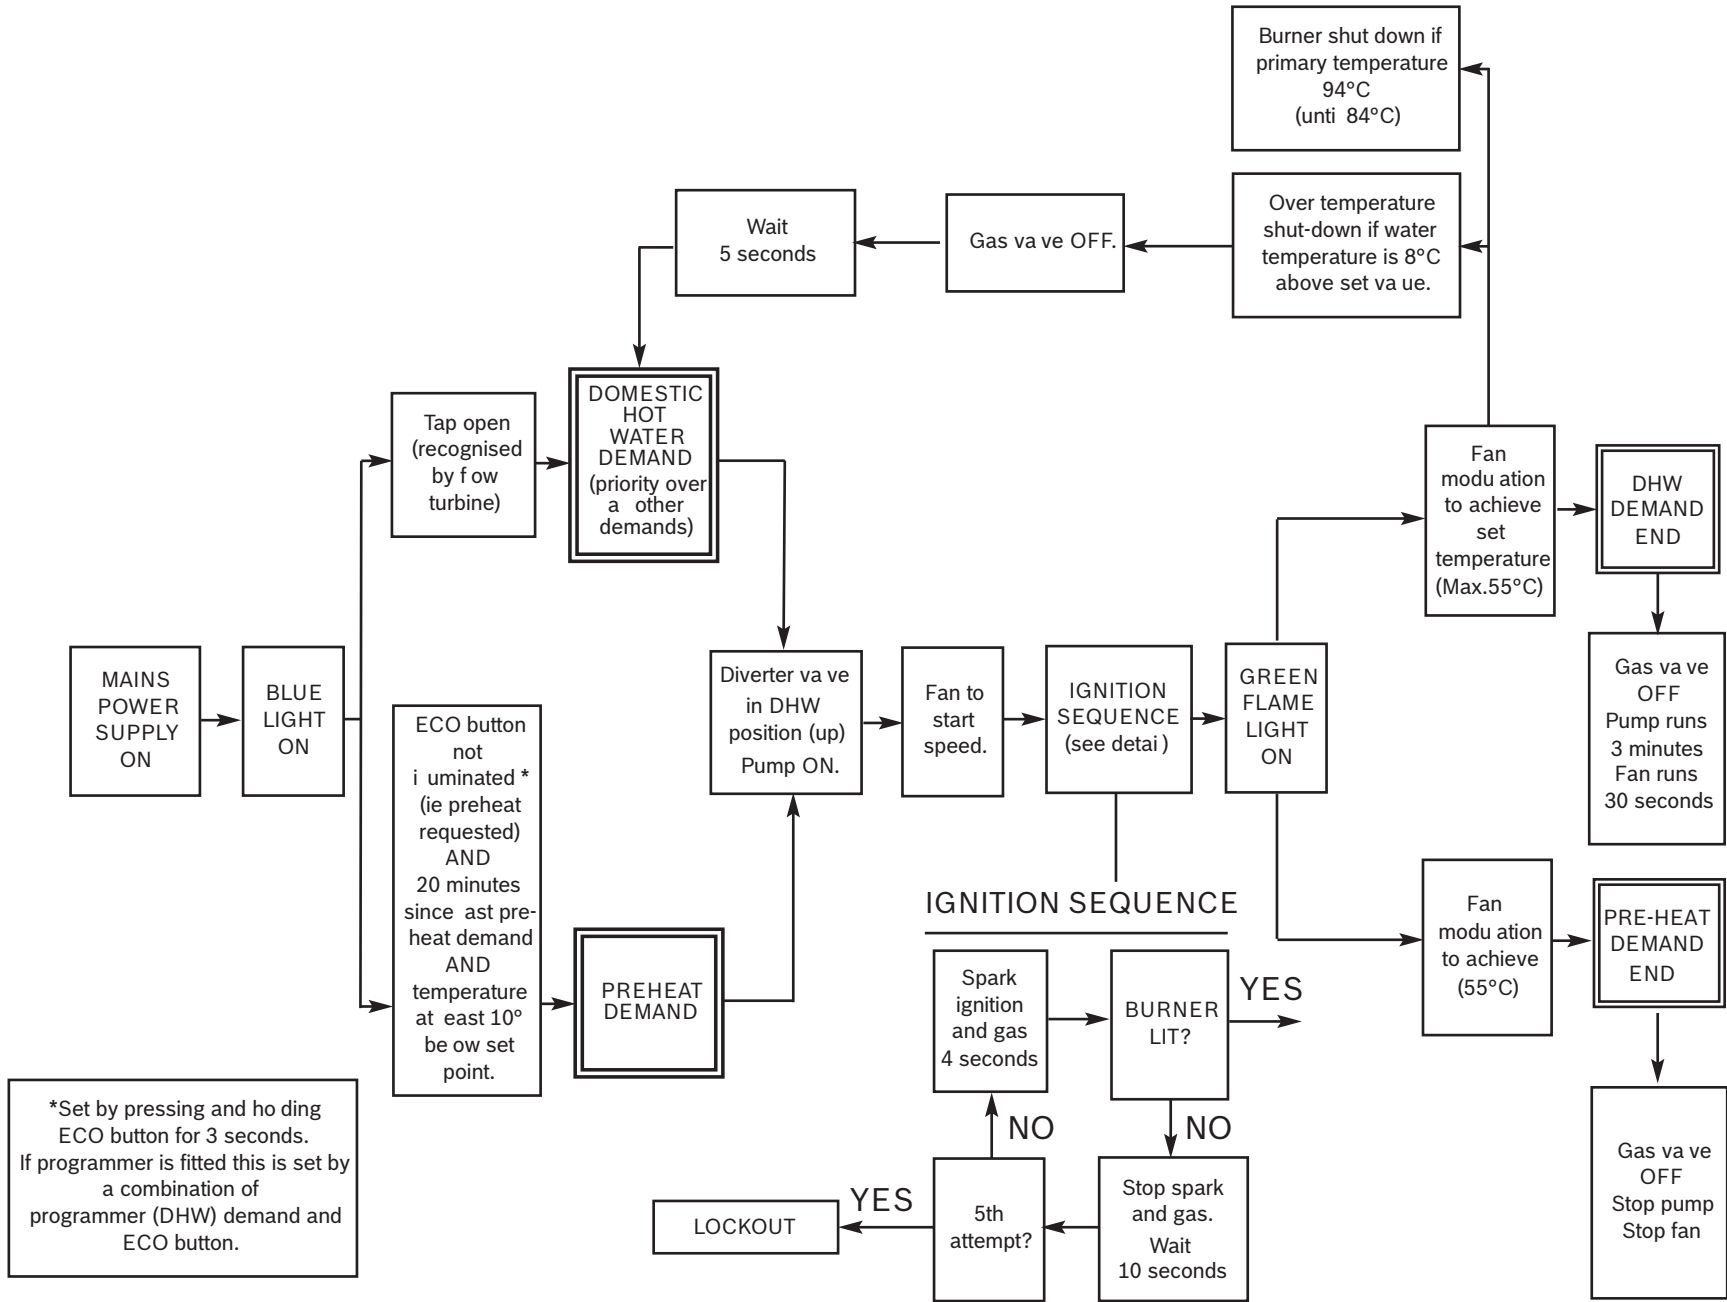 Burner shut down if
primary temperature
94°C
(unti 84°C)
Over temperature
shut-down if water
temperature is 8°C
above set va ue.
Gas va ve OFF.
Wait
5 seconds
Tap open
(recognised
by f ow
turbine)
DOMESTIC
HOT
WATER
DEMAND
(priority over
a other
demands)
Fan
modu ation
to achieve
set
temperature
(Max.55°C)
DHW
DEMAND
END
Gas va ve
OFF
Pump runs
3 minutes
Fan runs
30 seconds
MAINS
POWER
SUPPLY
ON
BLUE
LIGHT
ON
ECO button
not
i uminated *
(ie preheat
requested)
AND
20 minutes
since ast pre-
heat demand
AND
temperature
at east 10°
be ow set
point.
PREHEAT
DEMAND
Diverter va ve
in DHW
position (up)
Pump ON.
Fan to
start
speed.
IGNITION
SEQUENCE
(see detai )
GREEN
FLAME
LIGHT
ON
Fan
modu ation
to achieve
(55°C)
PRE-HEAT
DEMAND
END
Gas va ve
OFF
Stop pump
Stop fan
IGNITION SEQUENCE
Spark
ignition
and gas
4 seconds
BURNER
LIT?
YES
NO
NO
Stop spark
and gas.
Wait
10 seconds
5th
attempt?
YES
LOCKOUT
*Set by pressing and ho ding
ECO button for 3 seconds.
If programmer is fitted this is set by
a combination of
programmer (DHW) demand and
ECO button.